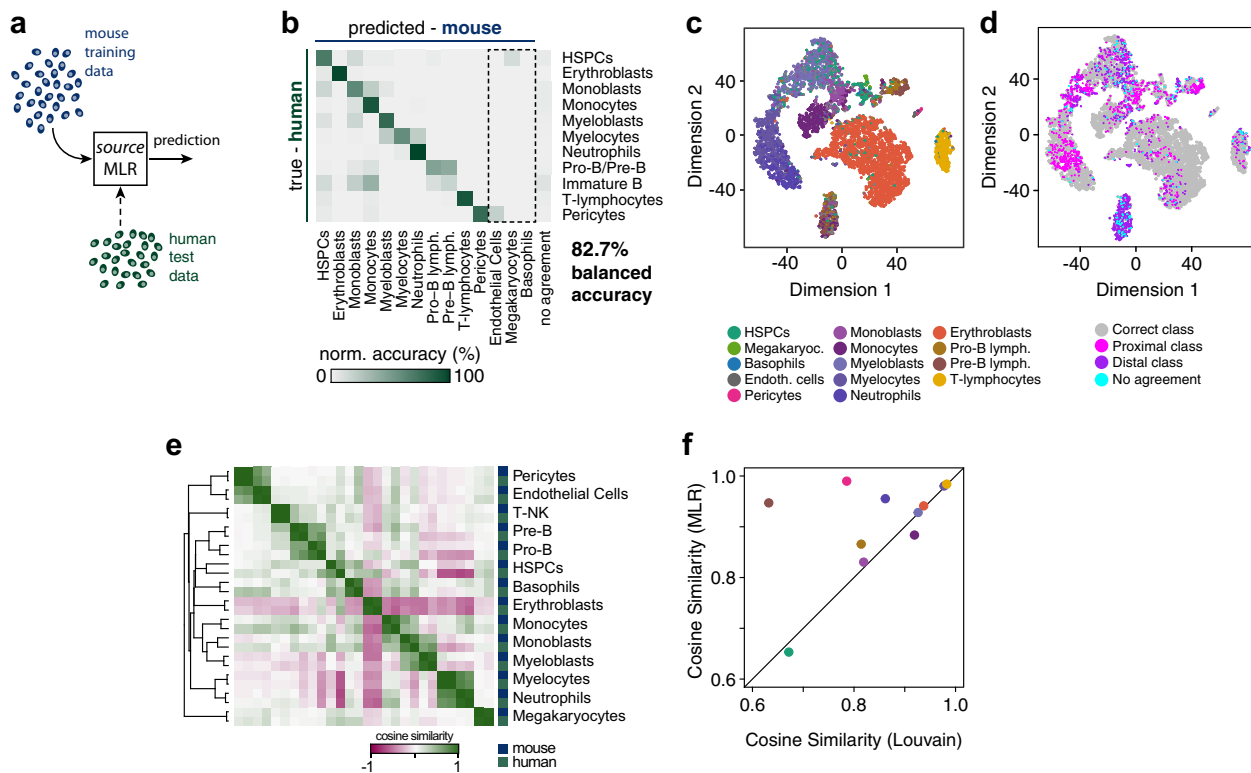 a
mouse
training
data
source
MLR
prediction
human
test
data
b
predicted - mouse
true - human
HSPCs
Erythroblasts
Monoblasts
Monocytes
Myeloblasts
Myelocytes
Neutrophils
Pro-B/Pre-B
Immature B
T-lymphocytes
Pericytes
HSPCs
Erythroblasts
Monoblasts
Monocytes
Myeloblasts
Myelocytes
Neutrophils
Pro-B lymph.
Pre-B lymph.
T-lymphocytes
Pericytes
Endothelial Cells
Megakaryocytes
Basophils
no agreement
82.7%
balanced
accuracy
norm. accuracy (%)
0 100
c
Dimension 2
40
0
-40
-40 0 40
Dimension 1
HSPCs
Megakaryoc.
Basophils
Endoth. cells
Pericytes
Monoblasts
Monocytes
Myeloblasts
Myelocytes
Neutrophils
Erythroblasts
Pro-B lymph.
Pre-B lymph.
T-lymphocytes
d
Dimension 2
40
0
-40
-40 0 40
Dimension 1
Correct class
Proximal class
Distal class
No agreement
e
Pericytes
Endothelial Cells
T-NK
Pre-B
Pro-B
HSPCs
Basophils
Erythroblasts
Monocytes
Monoblasts
Myeloblasts
Myelocytes
Neutrophils
Megakaryocytes
cosine similarity
-1 1
mouse
human
f
Cosine Similarity (MLR)
1.0
0.8
0.6
0.6 0.8 1.0
Cosine Similarity (Louvain)